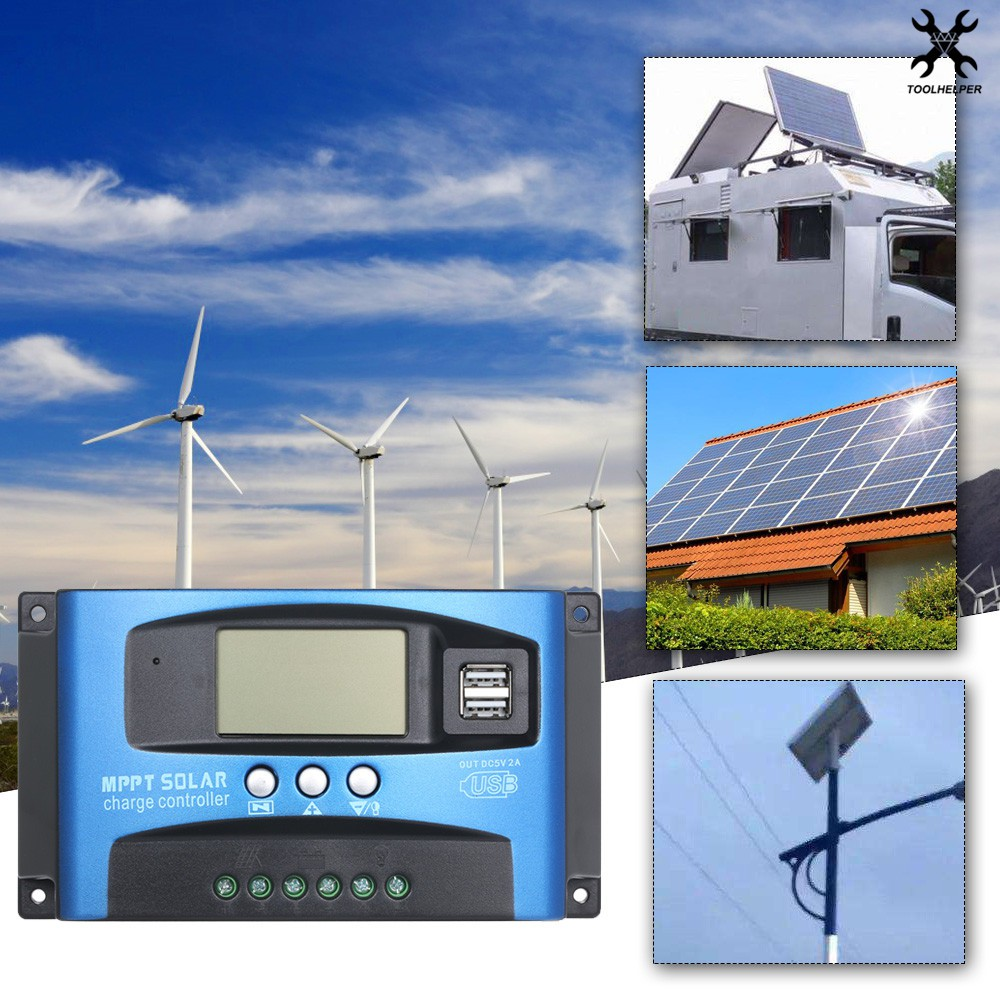 TOOLHELPER
OUT DC5V 2A
USB
MPPT SOLAR
charge controller